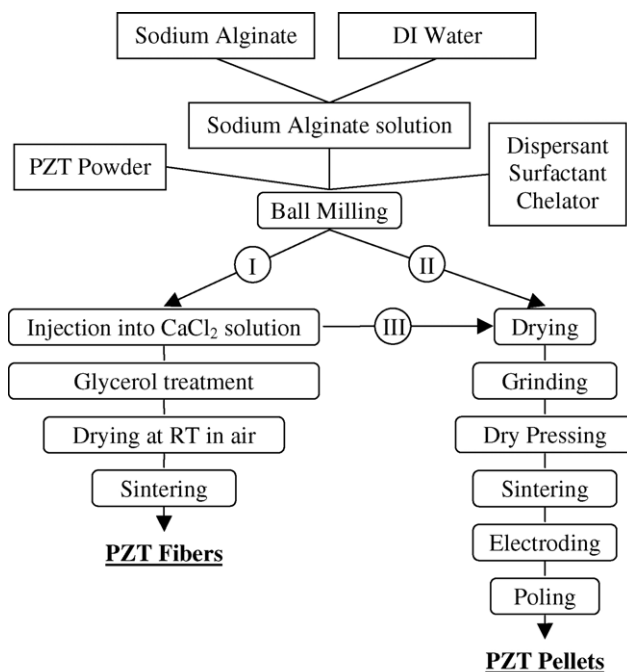 Sodium Alginate
DI Water
Sodium Alginate solution
PZT Powder
Dispersant
Surfactant
Chelator
Ball Milling
I
II
Injection into CaCl₂ solution
III
Drying
Glycerol treatment
Grinding
Drying at RT in air
Dry Pressing
Sintering
Sintering
PZT Fibers
Electroding
Poling
PZT Pellets